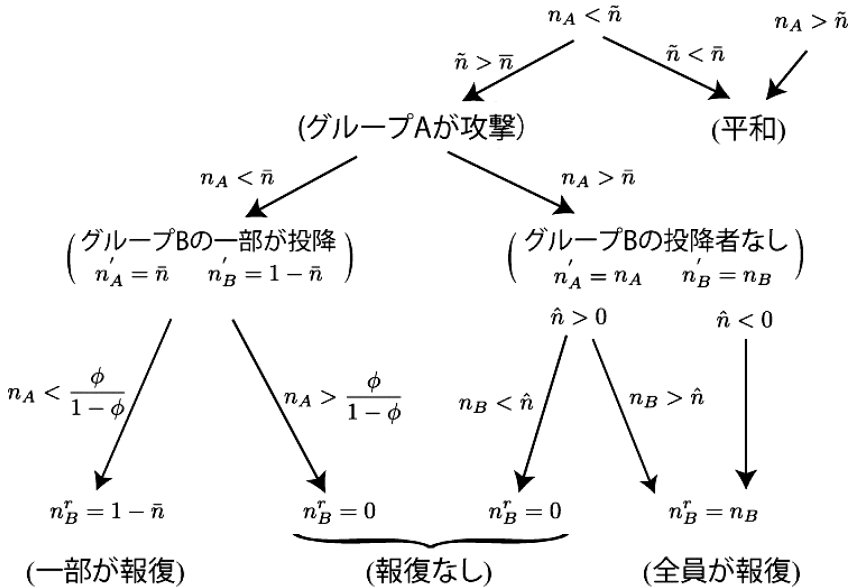 n_A < ñ
n_A > ñ
ñ > n̄
ñ < n̄
(グループAが攻撃)
(平和)
n_A < n̄
n_A > n̄
(グループBの一部が投降
n'_A = n̄ n'_B = 1 − n̄)
(グループBの投降者なし
n'_A = n_A n'_B = n_B)
n̂ > 0
n̂ < 0
n_A < φ/(1 − φ)
n_A > φ/(1 − φ)
n_B < n̂
n_B > n̂
n^r_B = 1 − n̄
n^r_B = 0
n^r_B = 0
n^r_B = n_B
(一部が報復)
(報復なし)
(全員が報復)